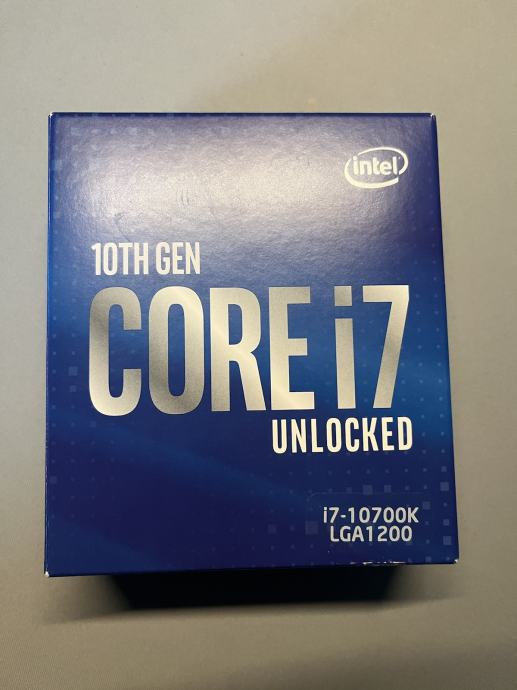 intel
10TH GEN
CORE i7
UNLOCKED
i7-10700K
LGA1200